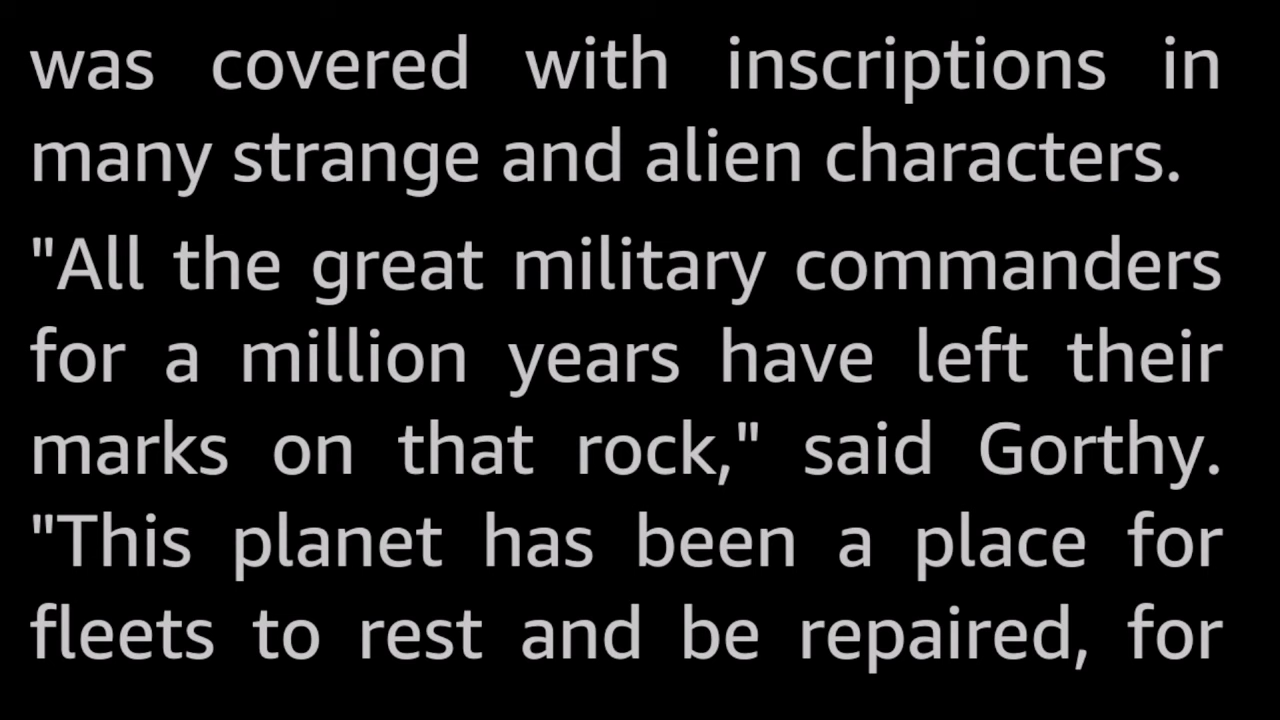 was covered with inscriptions in
many strange and alien characters.
"All the great military commanders
for a million years have left their
marks on that rock," said Gorthy.
"This planet has been a place for
fleets to rest and be repaired, for